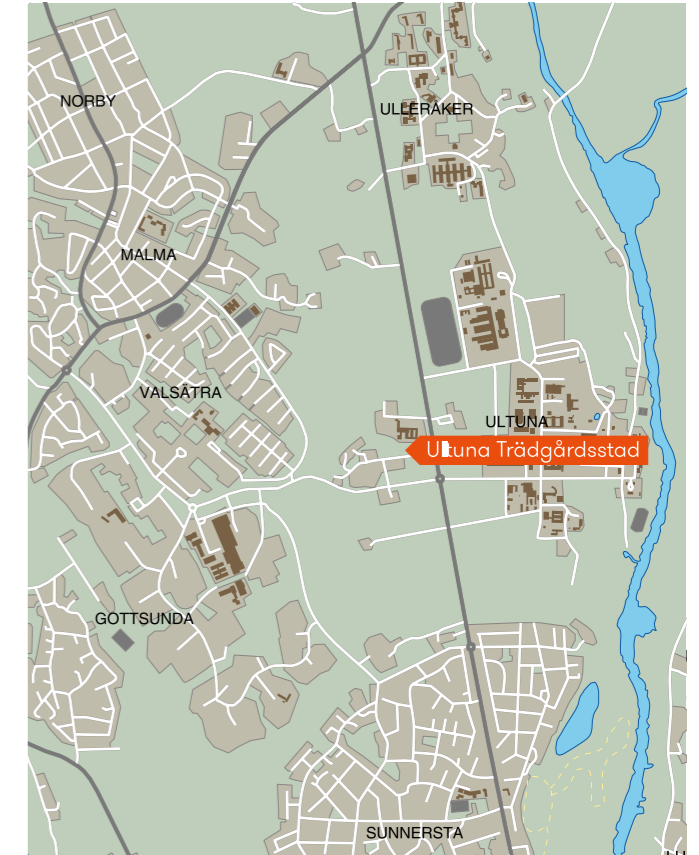 NORBY
ULLERÅKER
MALMA
VALSÄTRA
ULTUNA
Ultuna Trädgårdsstad
GOTTSUNDA
SUNNERSTA